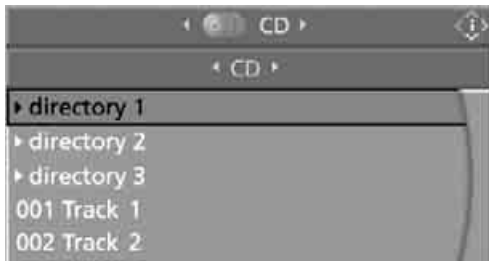 CD
CD
directory 1
directory 2
directory 3
001 Track 1
002 Track 2